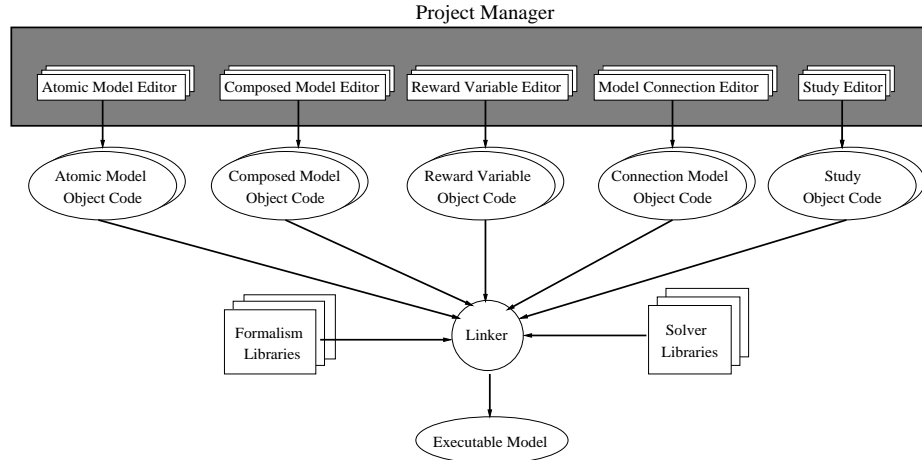 Project Manager
Atomic Model Editor
Composed Model Editor
Reward Variable Editor
Model Connection Editor
Study Editor
Atomic Model
Object Code
Composed Model
Object Code
Reward Variable
Object Code
Connection Model
Object Code
Study
Object Code
Formalism
Libraries
Linker
Solver
Libraries
Executable Model